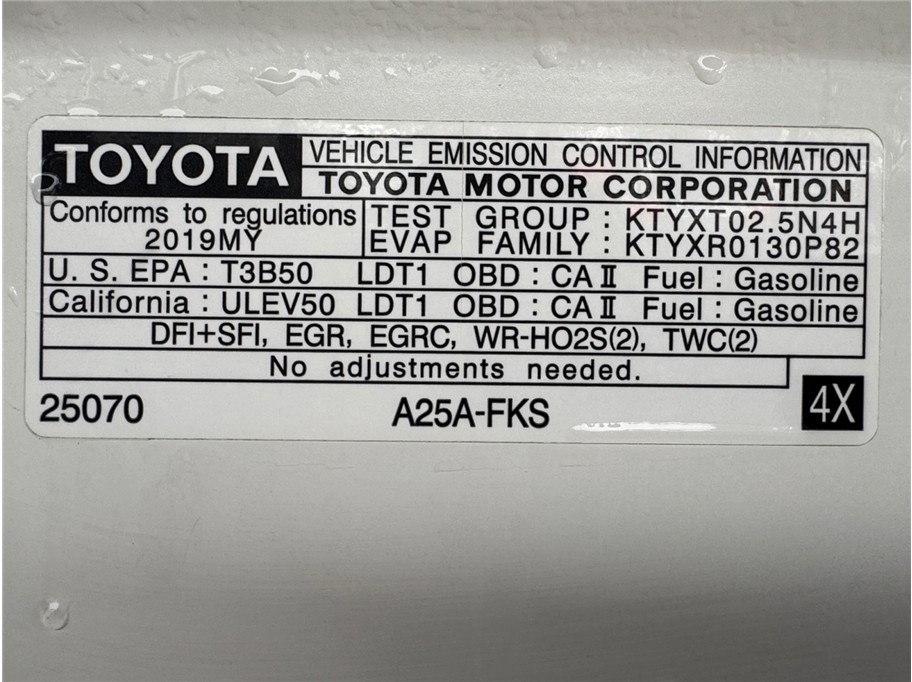 TOYOTA VEHICLE EMISSION CONTROL INFORMATION
TOYOTA MOTOR CORPORATION
Conforms to regulations
2019MY
TEST GROUP : KTYXT02.5N4H
EVAP FAMILY : KTYXR0130P82
U. S. EPA : T3B50 LDT1 OBD : CA II Fuel : Gasoline
California : ULEV50 LDT1 OBD : CA II Fuel : Gasoline
DFI+SFI, EGR, EGRC, WR-HO2S(2), TWC(2)
No adjustments needed.
25070 A25A-FKS 4X